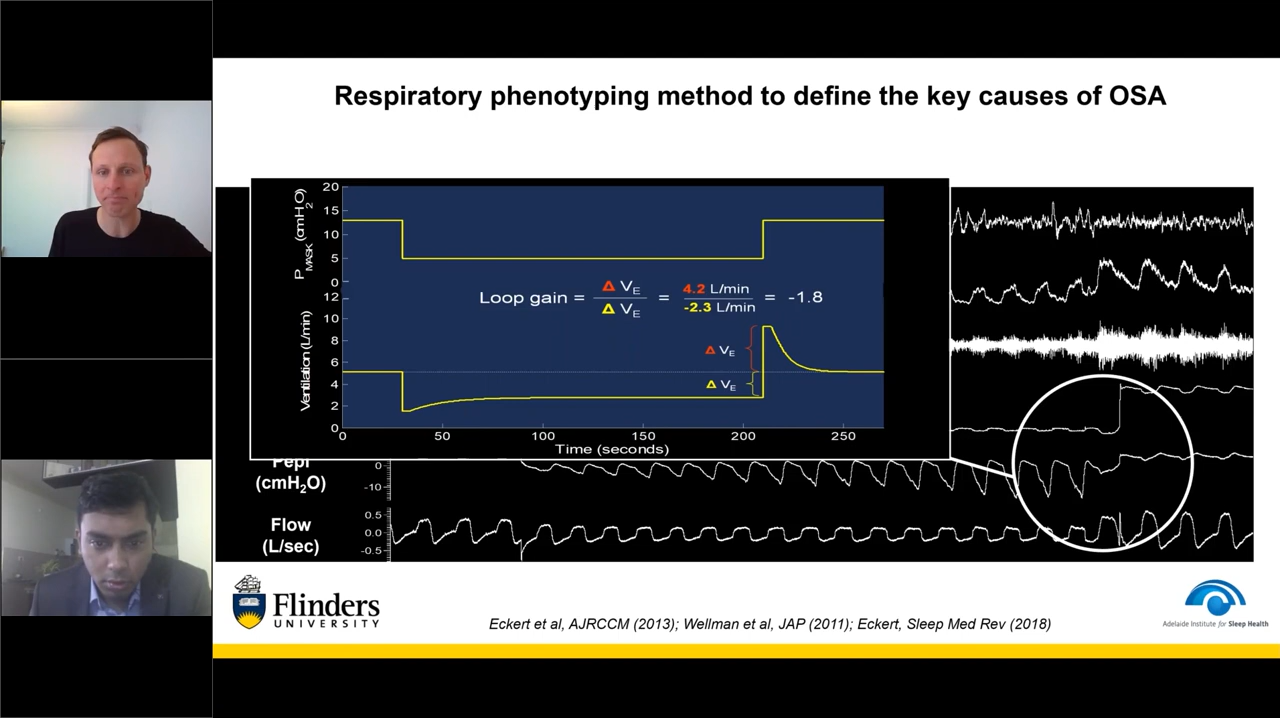 Respiratory phenotyping method to define the key causes of OSA
20
15
10
5
0
P MASK (cmH2O)
Loop gain = Δ VE / Δ VE = 4.2 L/min / -2.3 L/min = -1.8
12
10
8
6
4
2
0
Ventilation (L/min)
Δ VE
Δ VE
0 50 100 150 200 250
Time (seconds)
Pepi
(cmH2O)
0
-10
Flow
(L/sec)
0.5
0.0
-0.5
Flinders
UNIVERSITY
Eckert et al, AJRCCM (2013); Wellman et al, JAP (2011); Eckert, Sleep Med Rev (2018)
Adelaide Institute for Sleep Health